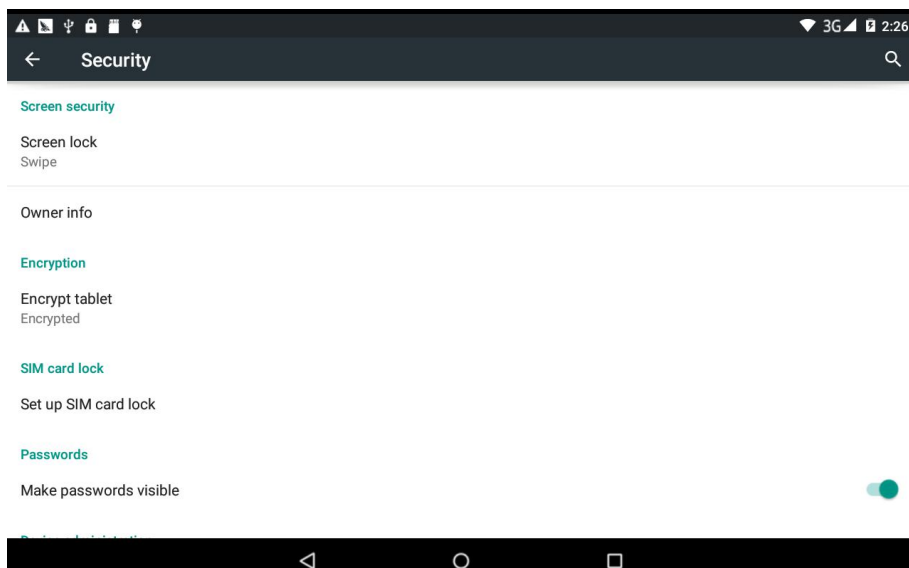 3G 2:26
Security
Screen security
Screen lock
Swipe
Owner info
Encryption
Encrypt tablet
Encrypted
SIM card lock
Set up SIM card lock
Passwords
Make passwords visible